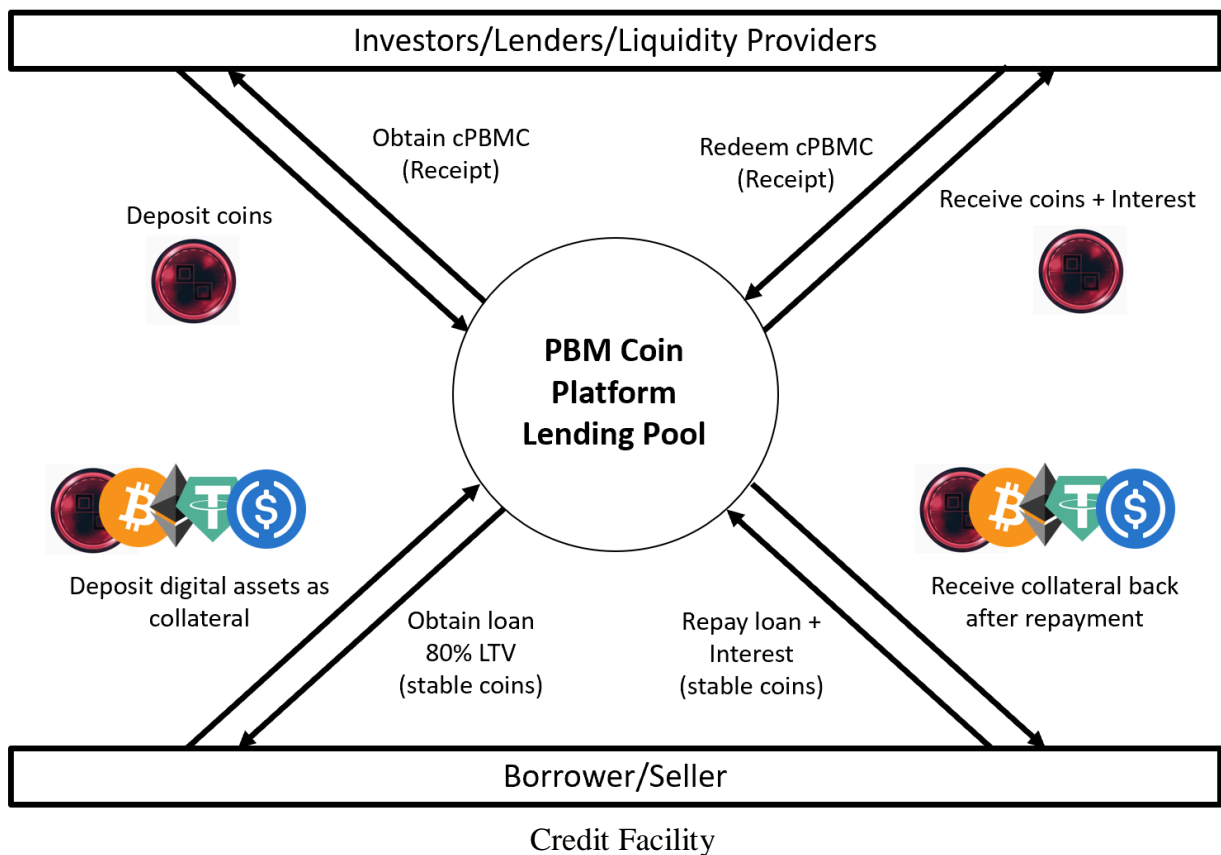 Investors/Lenders/Liquidity Providers
Obtain cPBMC
(Receipt)
Redeem cPBMC
(Receipt)
Deposit coins
Receive coins + Interest
PBM Coin
Platform
Lending Pool
Deposit digital assets as
collateral
Receive collateral back
after repayment
Obtain loan
80% LTV
(stable coins)
Repay loan +
Interest
(stable coins)
Borrower/Seller
Credit Facility